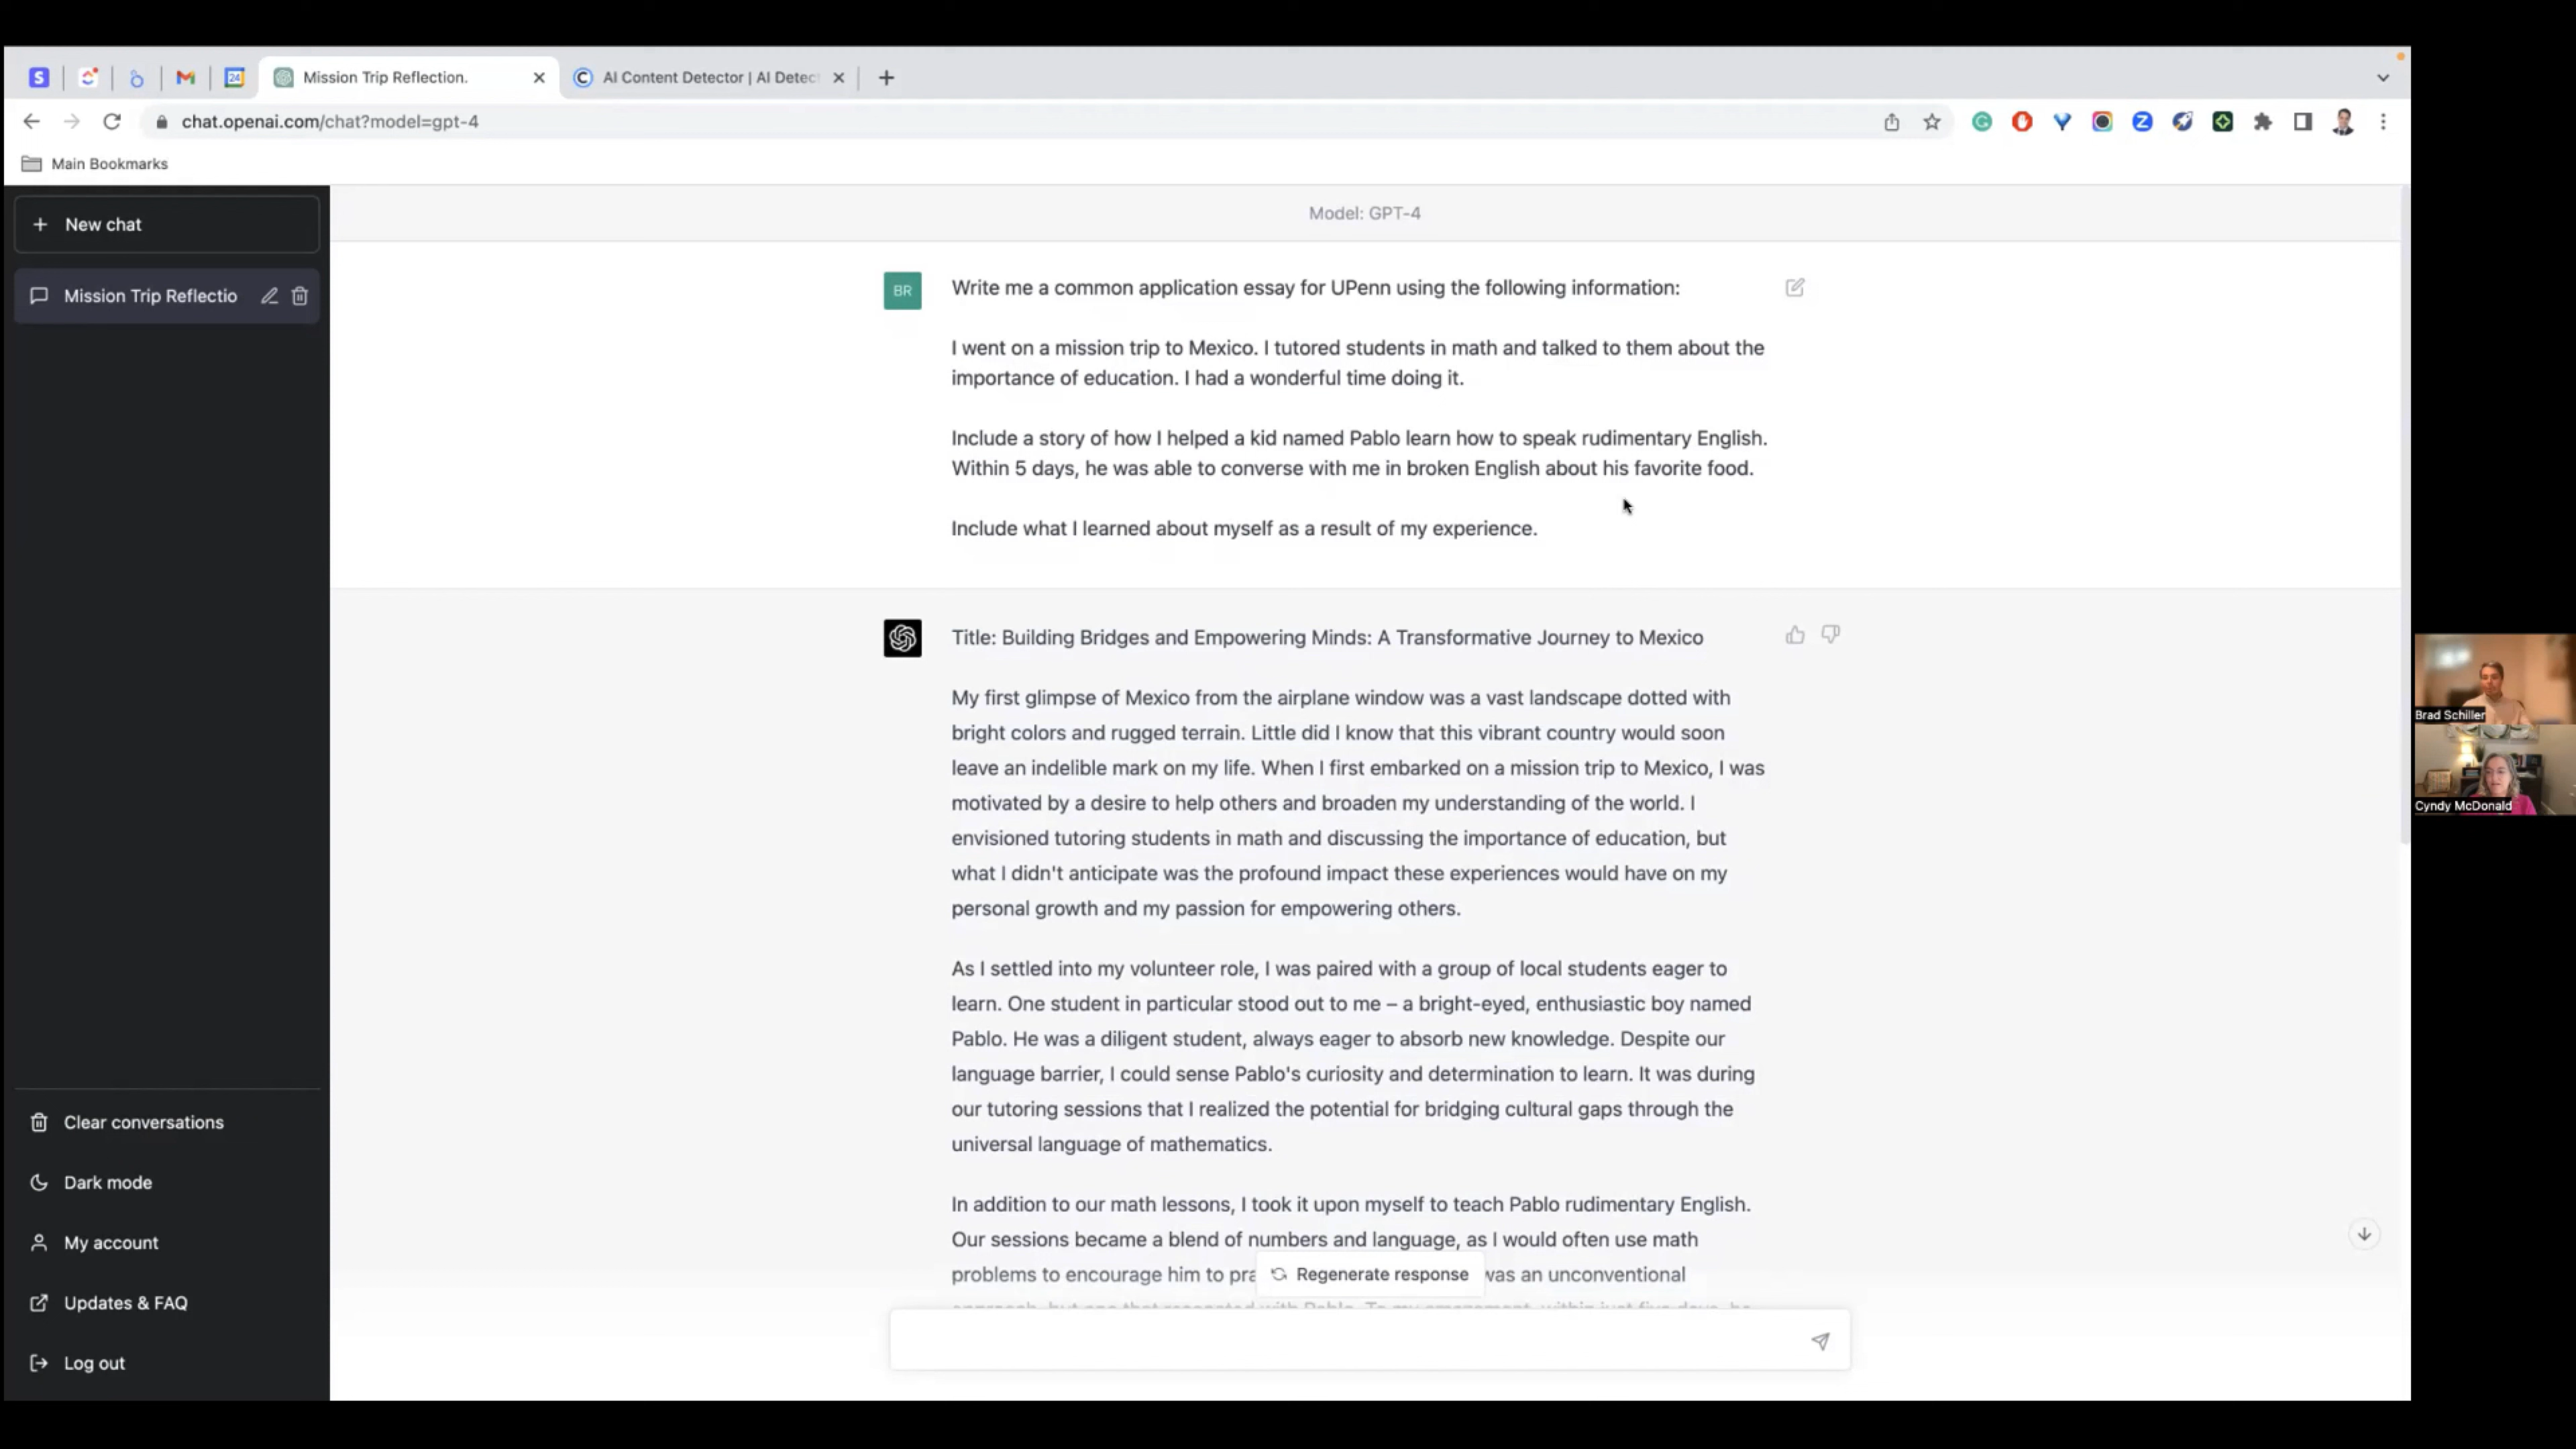 24
Mission Trip Reflection.
AI Content Detector | AI Detec
chat.openai.com/chat?model=gpt-4
Main Bookmarks
New chat
Mission Trip Reflectio
Model: GPT-4
BR
Write me a common application essay for UPenn using the following information:
I went on a mission trip to Mexico. I tutored students in math and talked to them about the
importance of education. I had a wonderful time doing it.
Include a story of how I helped a kid named Pablo learn how to speak rudimentary English.
Within 5 days, he was able to converse with me in broken English about his favorite food.
Include what I learned about myself as a result of my experience.
Title: Building Bridges and Empowering Minds: A Transformative Journey to Mexico
My first glimpse of Mexico from the airplane window was a vast landscape dotted with
bright colors and rugged terrain. Little did I know that this vibrant country would soon
leave an indelible mark on my life. When I first embarked on a mission trip to Mexico, I was
motivated by a desire to help others and broaden my understanding of the world. I
envisioned tutoring students in math and discussing the importance of education, but
what I didn't anticipate was the profound impact these experiences would have on my
personal growth and my passion for empowering others.
As I settled into my volunteer role, I was paired with a group of local students eager to
learn. One student in particular stood out to me – a bright-eyed, enthusiastic boy named
Pablo. He was a diligent student, always eager to absorb new knowledge. Despite our
language barrier, I could sense Pablo's curiosity and determination to learn. It was during
our tutoring sessions that I realized the potential for bridging cultural gaps through the
universal language of mathematics.
In addition to our math lessons, I took it upon myself to teach Pablo rudimentary English.
Our sessions became a blend of numbers and language, as I would often use math
problems to encourage him to pra
Regenerate response
was an unconventional
Clear conversations
Dark mode
My account
Updates & FAQ
Log out
Brad Schiller
Cyndy McDonald